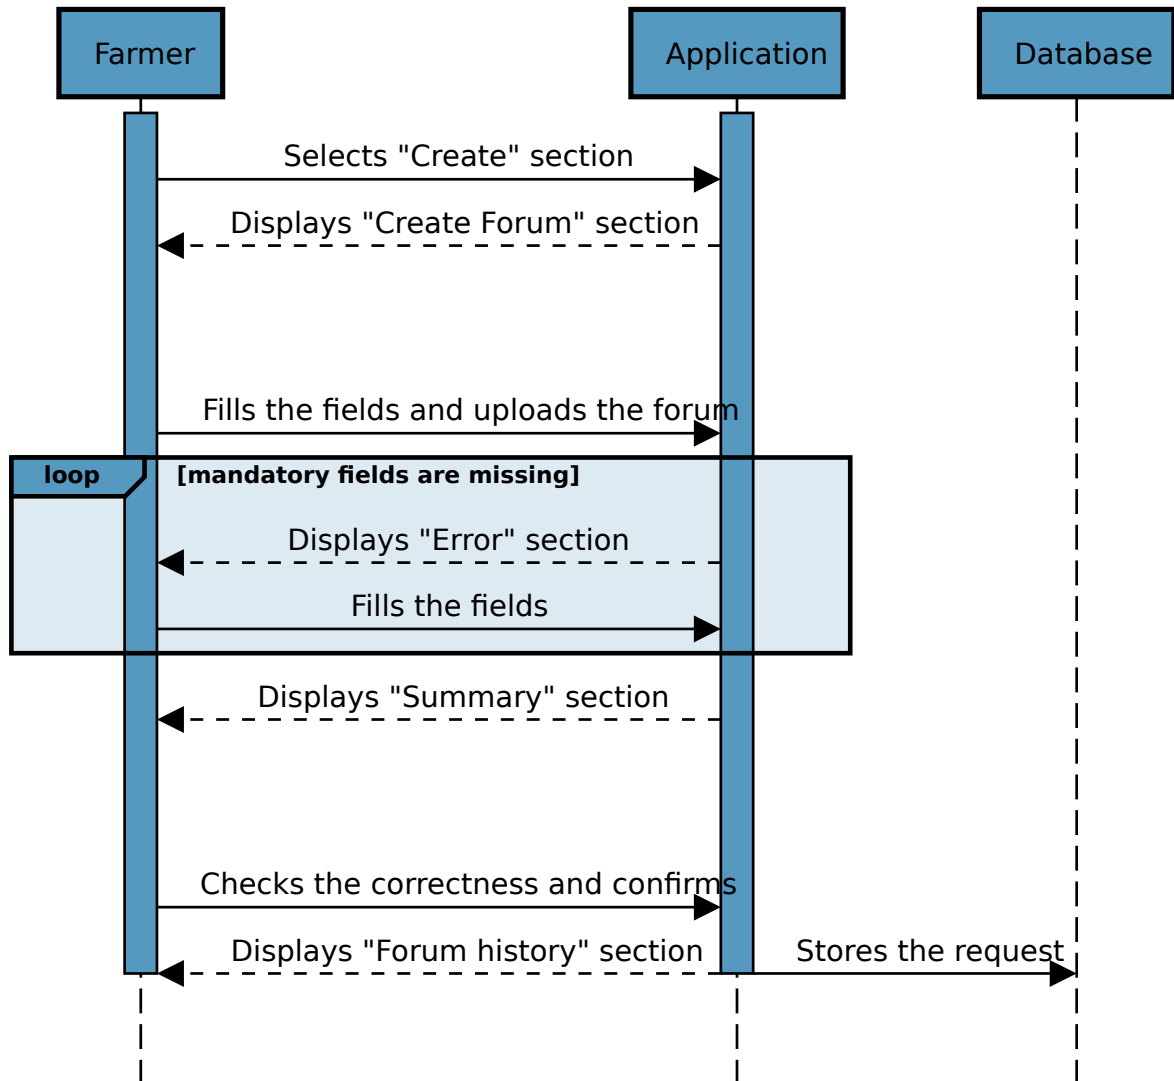 Farmer
Application
Database
Selects "Create" section
Displays "Create Forum" section
Fills the fields and uploads the forum
loop
[mandatory fields are missing]
Displays "Error" section
Fills the fields
Displays "Summary" section
Checks the correctness and confirms
Displays "Forum history" section
Stores the request